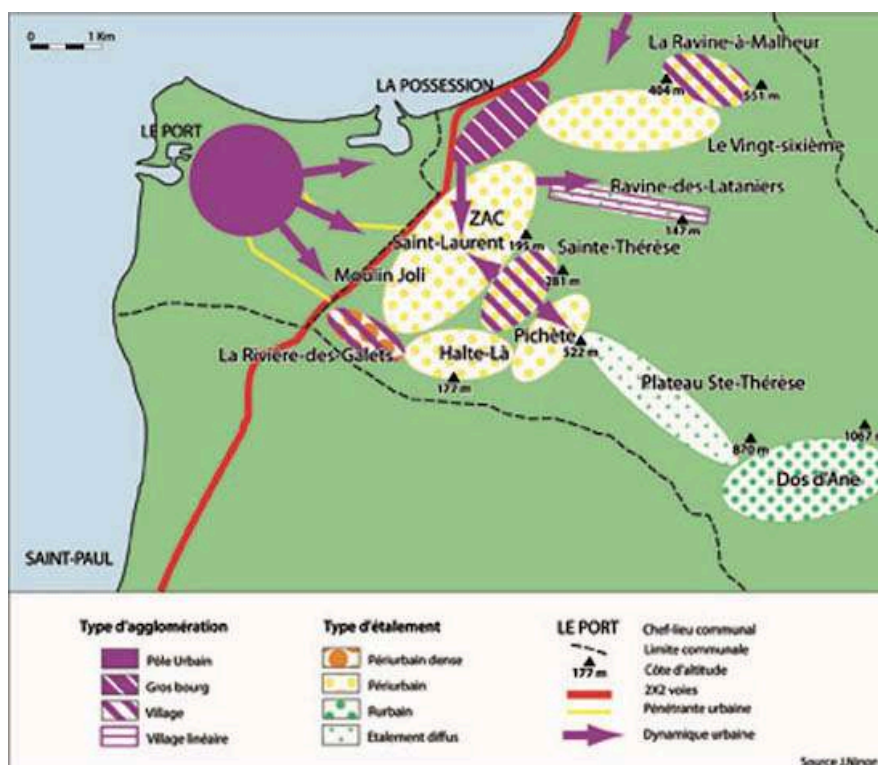 0 1 Km
La Ravine-à-Malheur
LA POSSESSION
404 m
551 m
LE PORT
Le Vingt-sixième
Ravine-des-Lataniers
ZAC
147 m
Saint-Laurent
195 m
Sainte-Thérèse
Moulin Joli
281 m
Pichète
La Rivière-des-Galets
Halte-Là
522 m
177 m
Plateau Ste-Thérèse
870 m
1067 m
Dos d'Ane
SAINT-PAUL
Type d'agglomération
Pôle Urbain
Gros bourg
Village
Village linéaire
Type d'étalement
Périurbain dense
Périurbain
Rurbain
Etalement diffus
LE PORT Chef-lieu communal
Limite communale
177 m Côte d'altitude
2X2 voies
Pénétrante urbaine
Dynamique urbaine
Source J.Ninon